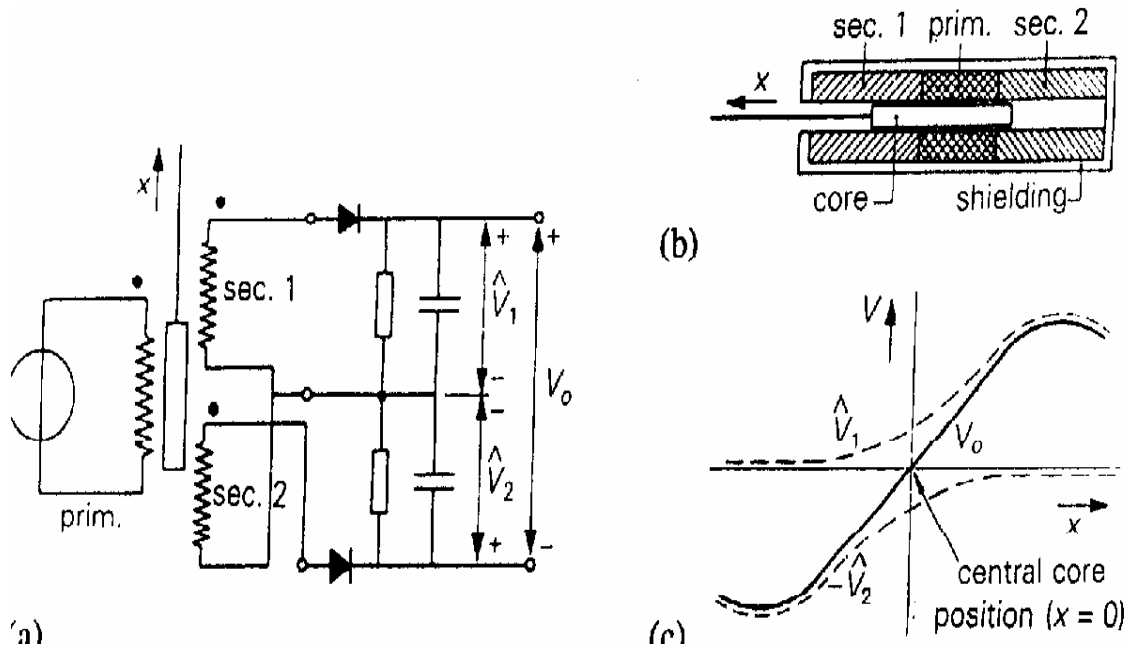 x
sec. 1
sec. 2
prim.
+
V̂₁
−
−
V̂₂
+
+
Vₒ
−
(a)
sec. 1 prim. sec. 2
x
core
shielding
(b)
V
V̂₁
Vₒ
x
−V̂₂
central core
position (x = 0)
(c)